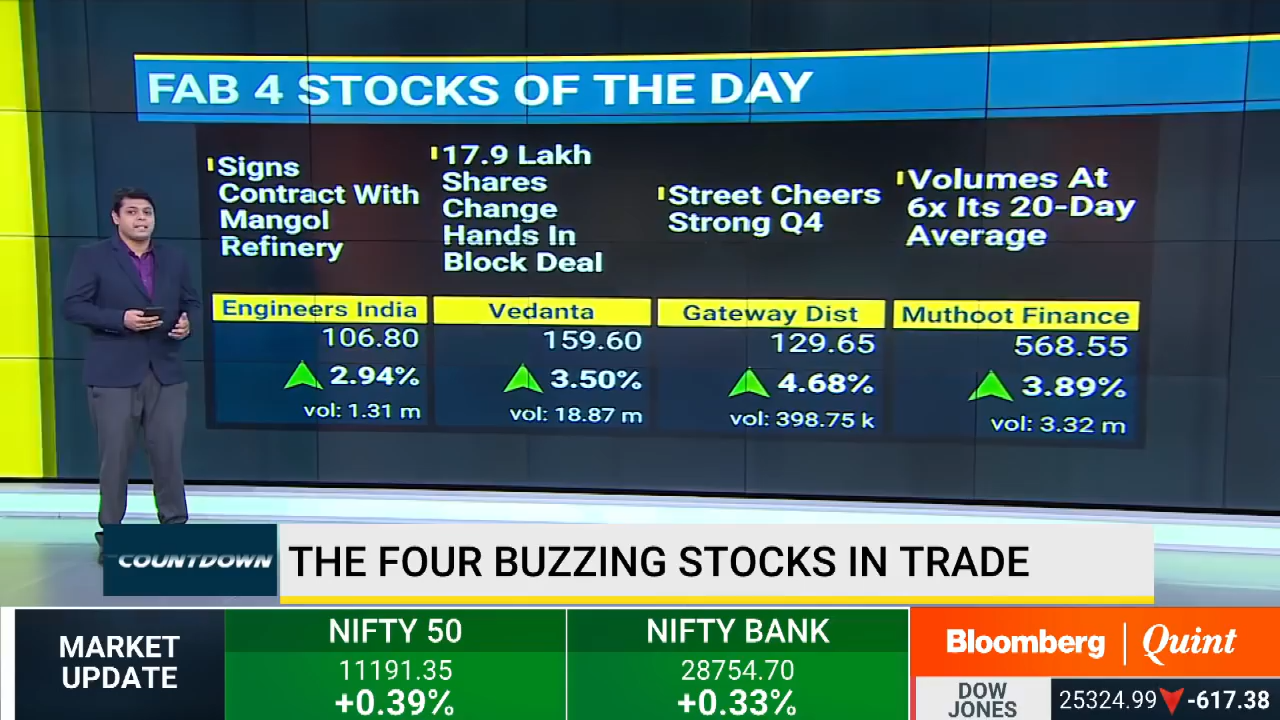 FAB 4 STOCKS OF THE DAY
Signs
Contract With
Mangol
Refinery
17.9 Lakh
Shares
Change
Hands In
Block Deal
Street Cheers
Strong Q4
Volumes At
6x Its 20-Day
Average
Engineers India
106.80
2.94%
vol: 1.31 m
Vedanta
159.60
3.50%
vol: 18.87 m
Gateway Dist
129.65
4.68%
vol: 398.75 k
Muthoot Finance
568.55
3.89%
vol: 3.32 m
COUNTDOWN
THE FOUR BUZZING STOCKS IN TRADE
MARKET
UPDATE
NIFTY 50
11191.35
+0.39%
NIFTY BANK
28754.70
+0.33%
Bloomberg | Quint
DOW
JONES
25324.99 -617.38